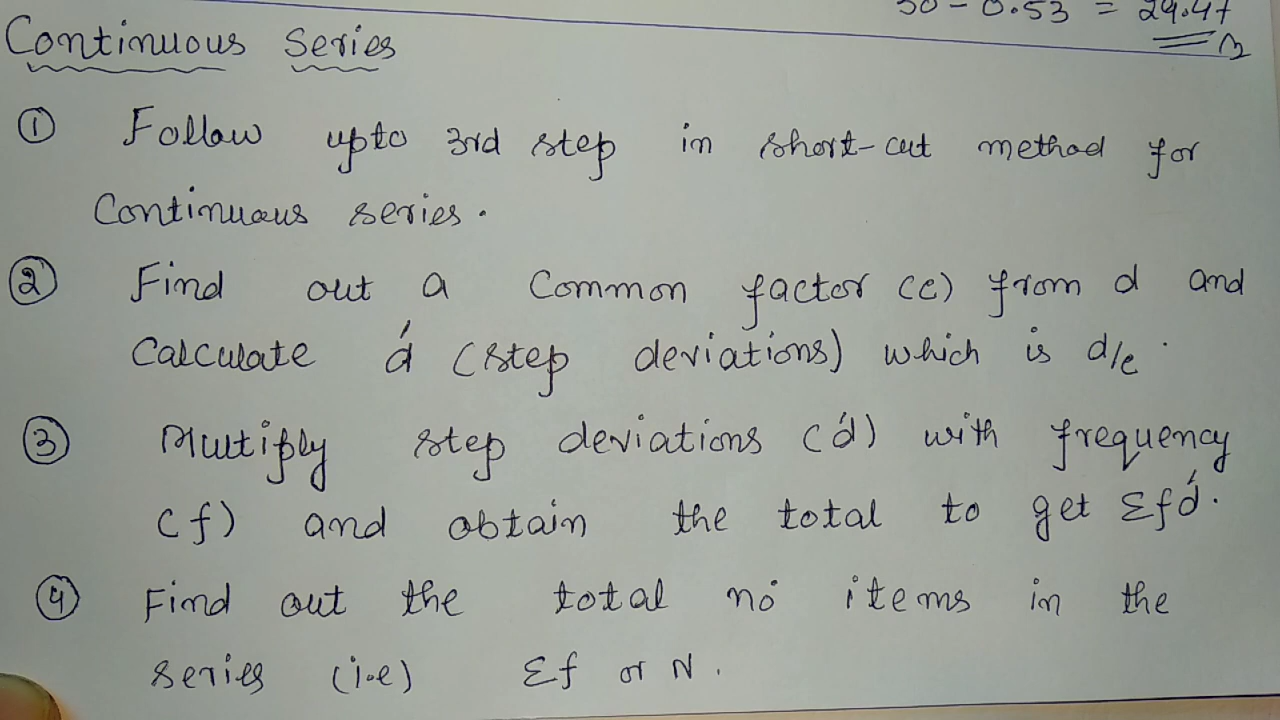 30 - 0.53 = 29.47
Continuous Series
① Follow upto 3rd step in short-cut method for
Continuous series.
② Find out a Common factor (c) from d and
Calculate d́ (step deviations) which is d/c.
③ Multiply step deviations (d́) with frequency
(f) and obtain the total to get Σfd́.
④ Find out the total no items in the
series (i.e) Σf or N.